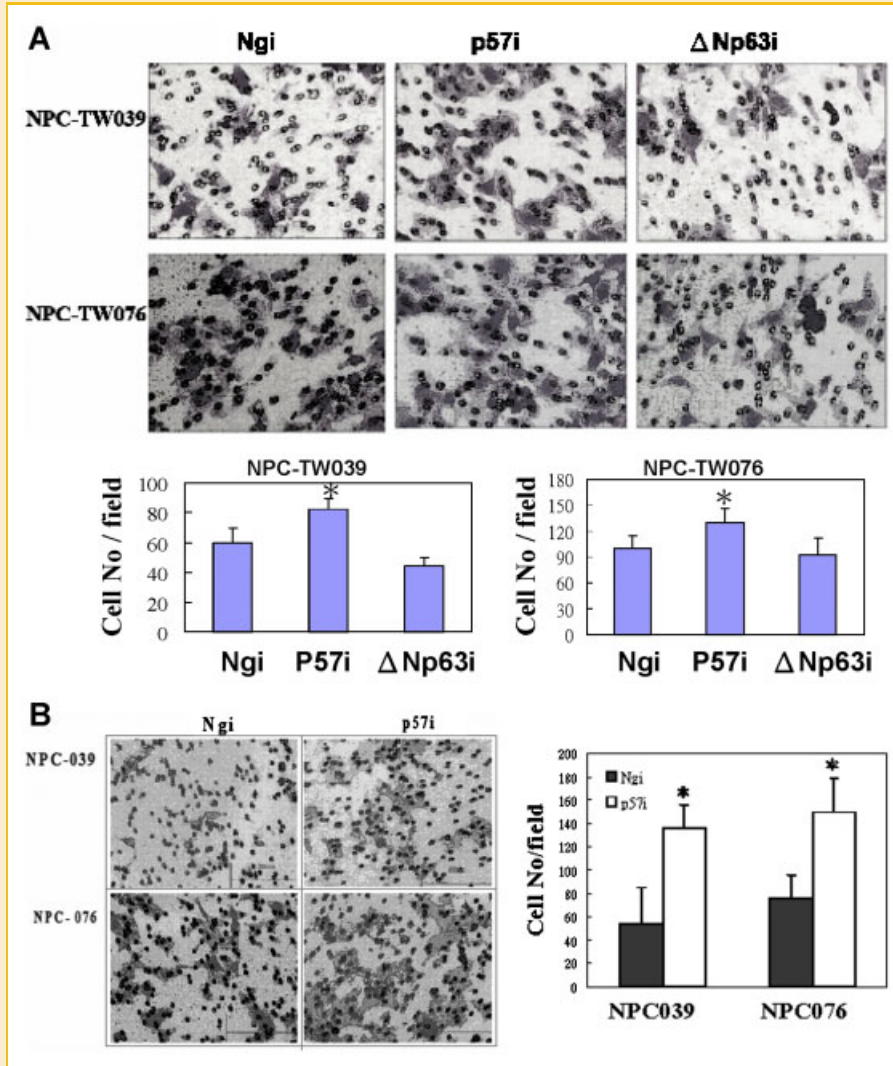 A
Ngi p57i Δ Np63i
NPC-TW039
NPC-TW076
NPC-TW039
Cell No / field
100
80
60
40
20
0
*
Ngi P57i Δ Np63i
NPC-TW076
Cell No / field
180
150
120
90
60
30
0
*
Ngi P57i Δ Np63i
B
Ngi p57i
NPC-039
NPC-076
Cell No/field
200
180
160
140
120
100
80
60
40
20
0
Ngi
p57i
* *
NPC039 NPC076